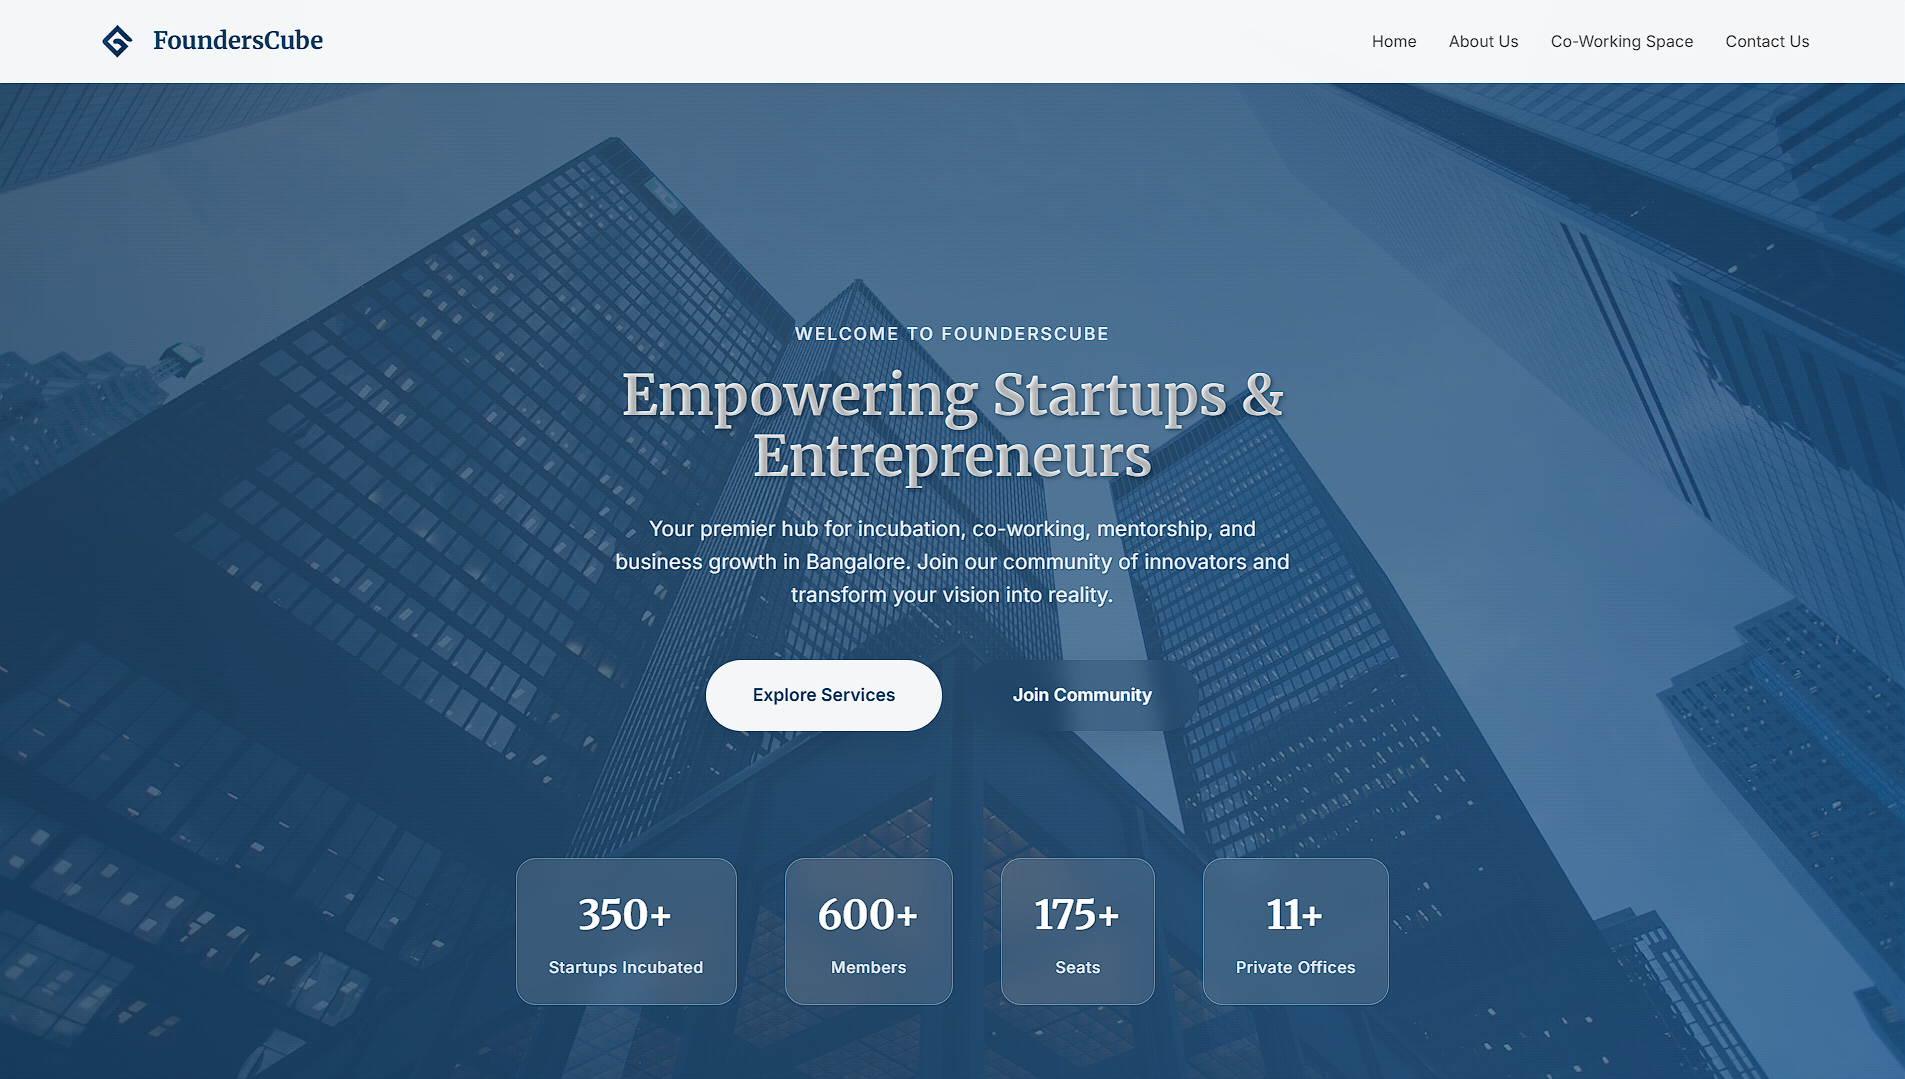 FoundersCube
Home
About Us
Co-Working Space
Contact Us
WELCOME TO FOUNDERSCUBE
Empowering Startups &
Entrepreneurs
Your premier hub for incubation, co-working, mentorship, and
business growth in Bangalore. Join our community of innovators and
transform your vision into reality.
Explore Services
Join Community
350+
Startups Incubated
600+
Members
175+
Seats
11+
Private Offices